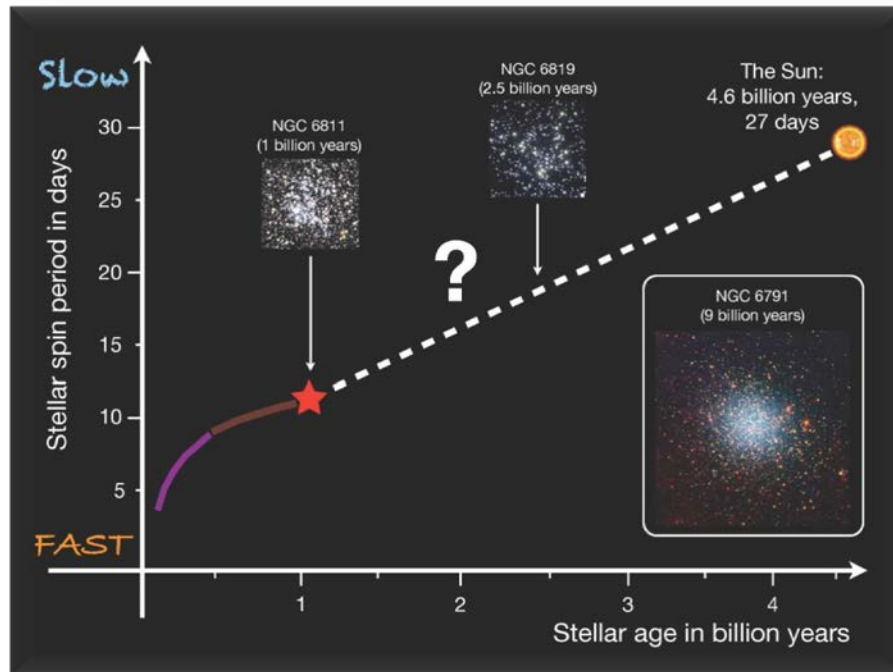 SLOW
30
25
20
15
10
5
FAST
Stellar spin period in days
NGC 6811
(1 billion years)
NGC 6819
(2.5 billion years)
The Sun:
4.6 billion years,
27 days
?
NGC 6791
(9 billion years)
1
2
3
4
Stellar age in billion years